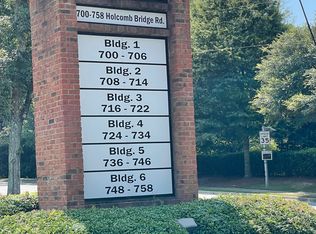 700-758 Holcomb Bridge Rd.
Bldg. 1
700 - 706
Bldg. 2
708 - 714
Bldg. 3
716 - 722
Bldg. 4
724 - 734
Bldg. 5
736 - 746
Bldg. 6
748 - 758
35